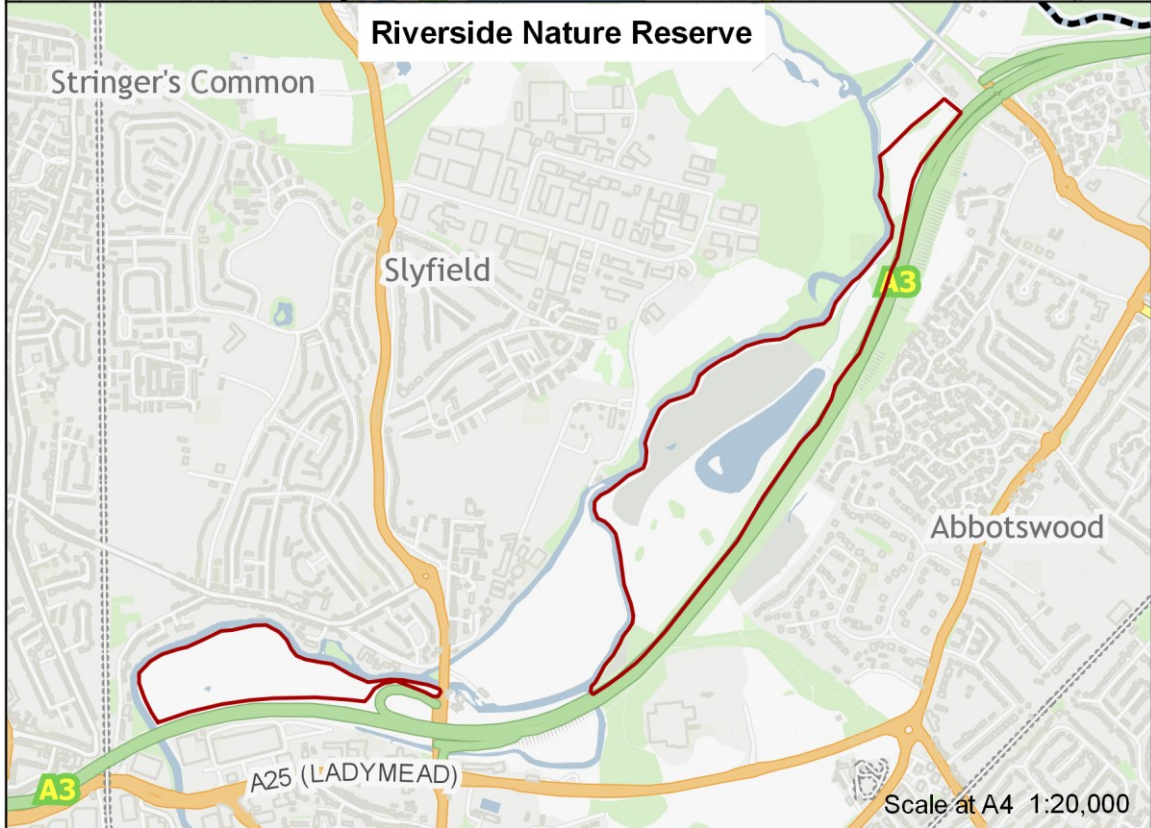 Riverside Nature Reserve
Stringer's Common
Slyfield
A3
Abbotswood
A25 (LADYMEAD)
A3
Scale at A4 1:20,000